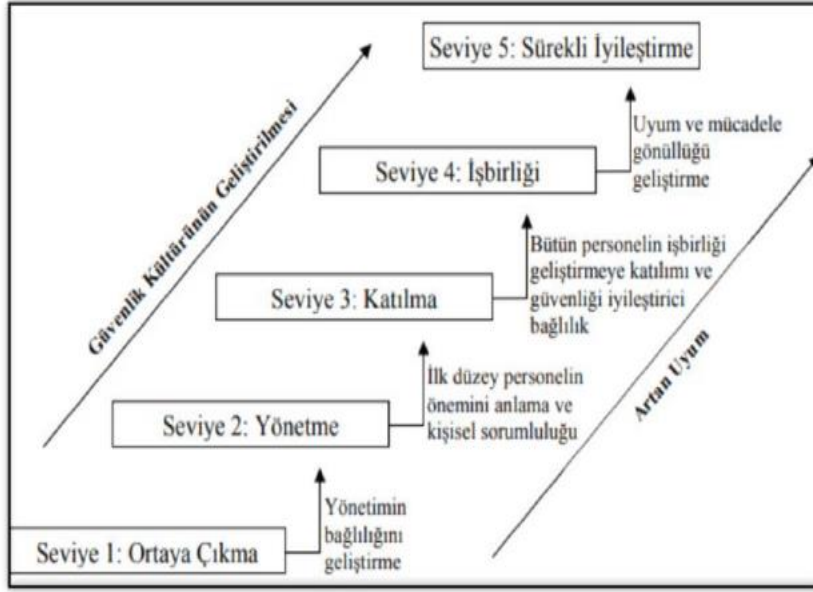 Seviye 5: Sürekli İyileştirme
Güvenlik Kültürünün Geliştirilmesi
Uyum ve mücadele
gönüllüğü
geliştirme
Seviye 4: İşbirliği
Bütün personelin işbirliği
geliştirmeye katılımı ve
güvenliği iyileştirici
bağlılık
Seviye 3: Katılma
Artan Uyum
İlk düzey personelin
önemini anlama ve
kişisel sorumluluğu
Seviye 2: Yönetme
Yönetimin
bağlılığını
geliştirme
Seviye 1: Ortaya Çıkma